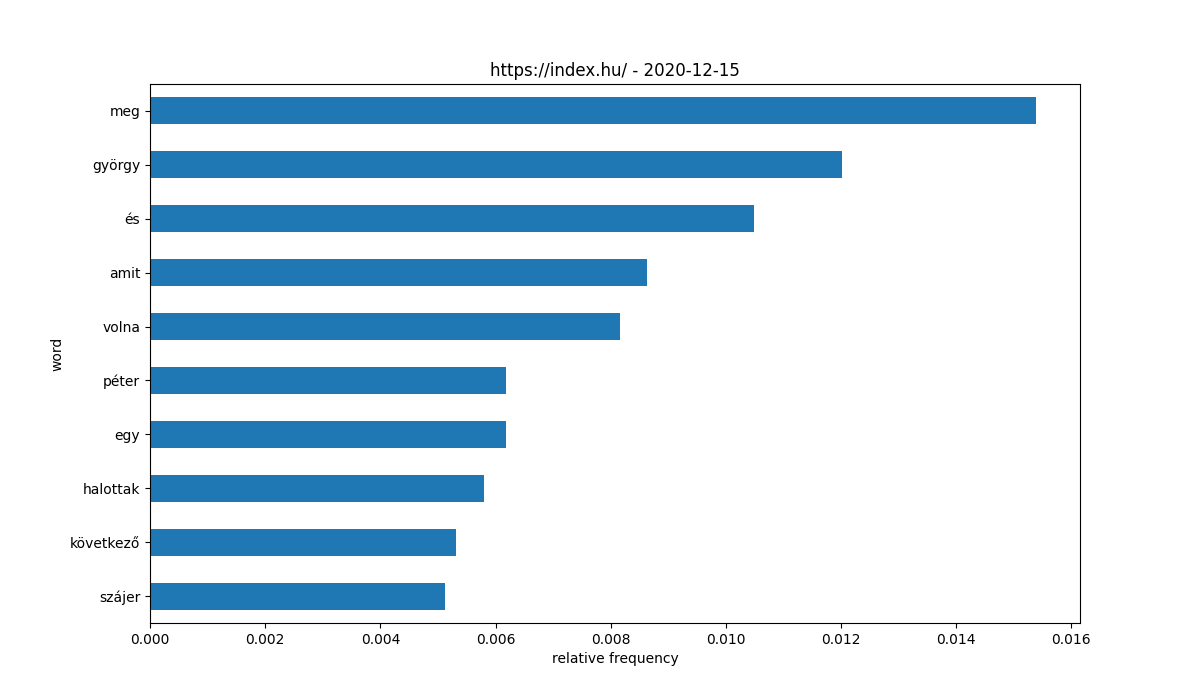 https://index.hu/ - 2020-12-15
word
meg
györgy
és
amit
volna
péter
egy
halottak
következő
szájer
0.000 0.002 0.004 0.006 0.008 0.010 0.012 0.014 0.016
relative frequency